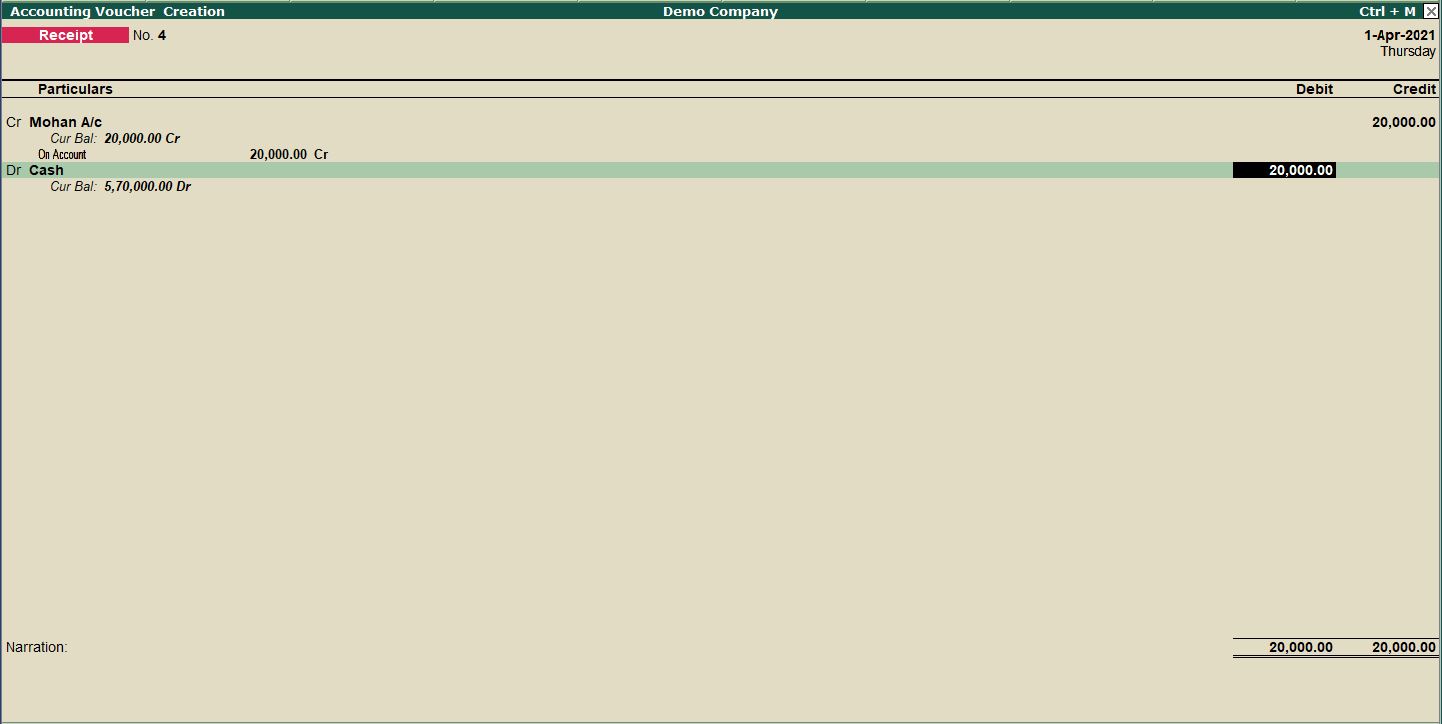 Accounting Voucher Creation Demo Company Ctrl + M
Receipt No. 4 1-Apr-2021
Thursday
Particulars Debit Credit
Cr Mohan A/c 20,000.00
Cur Bal: 20,000.00 Cr
On Account 20,000.00 Cr
Dr Cash 20,000.00
Cur Bal: 5,70,000.00 Dr
Narration: 20,000.00 20,000.00